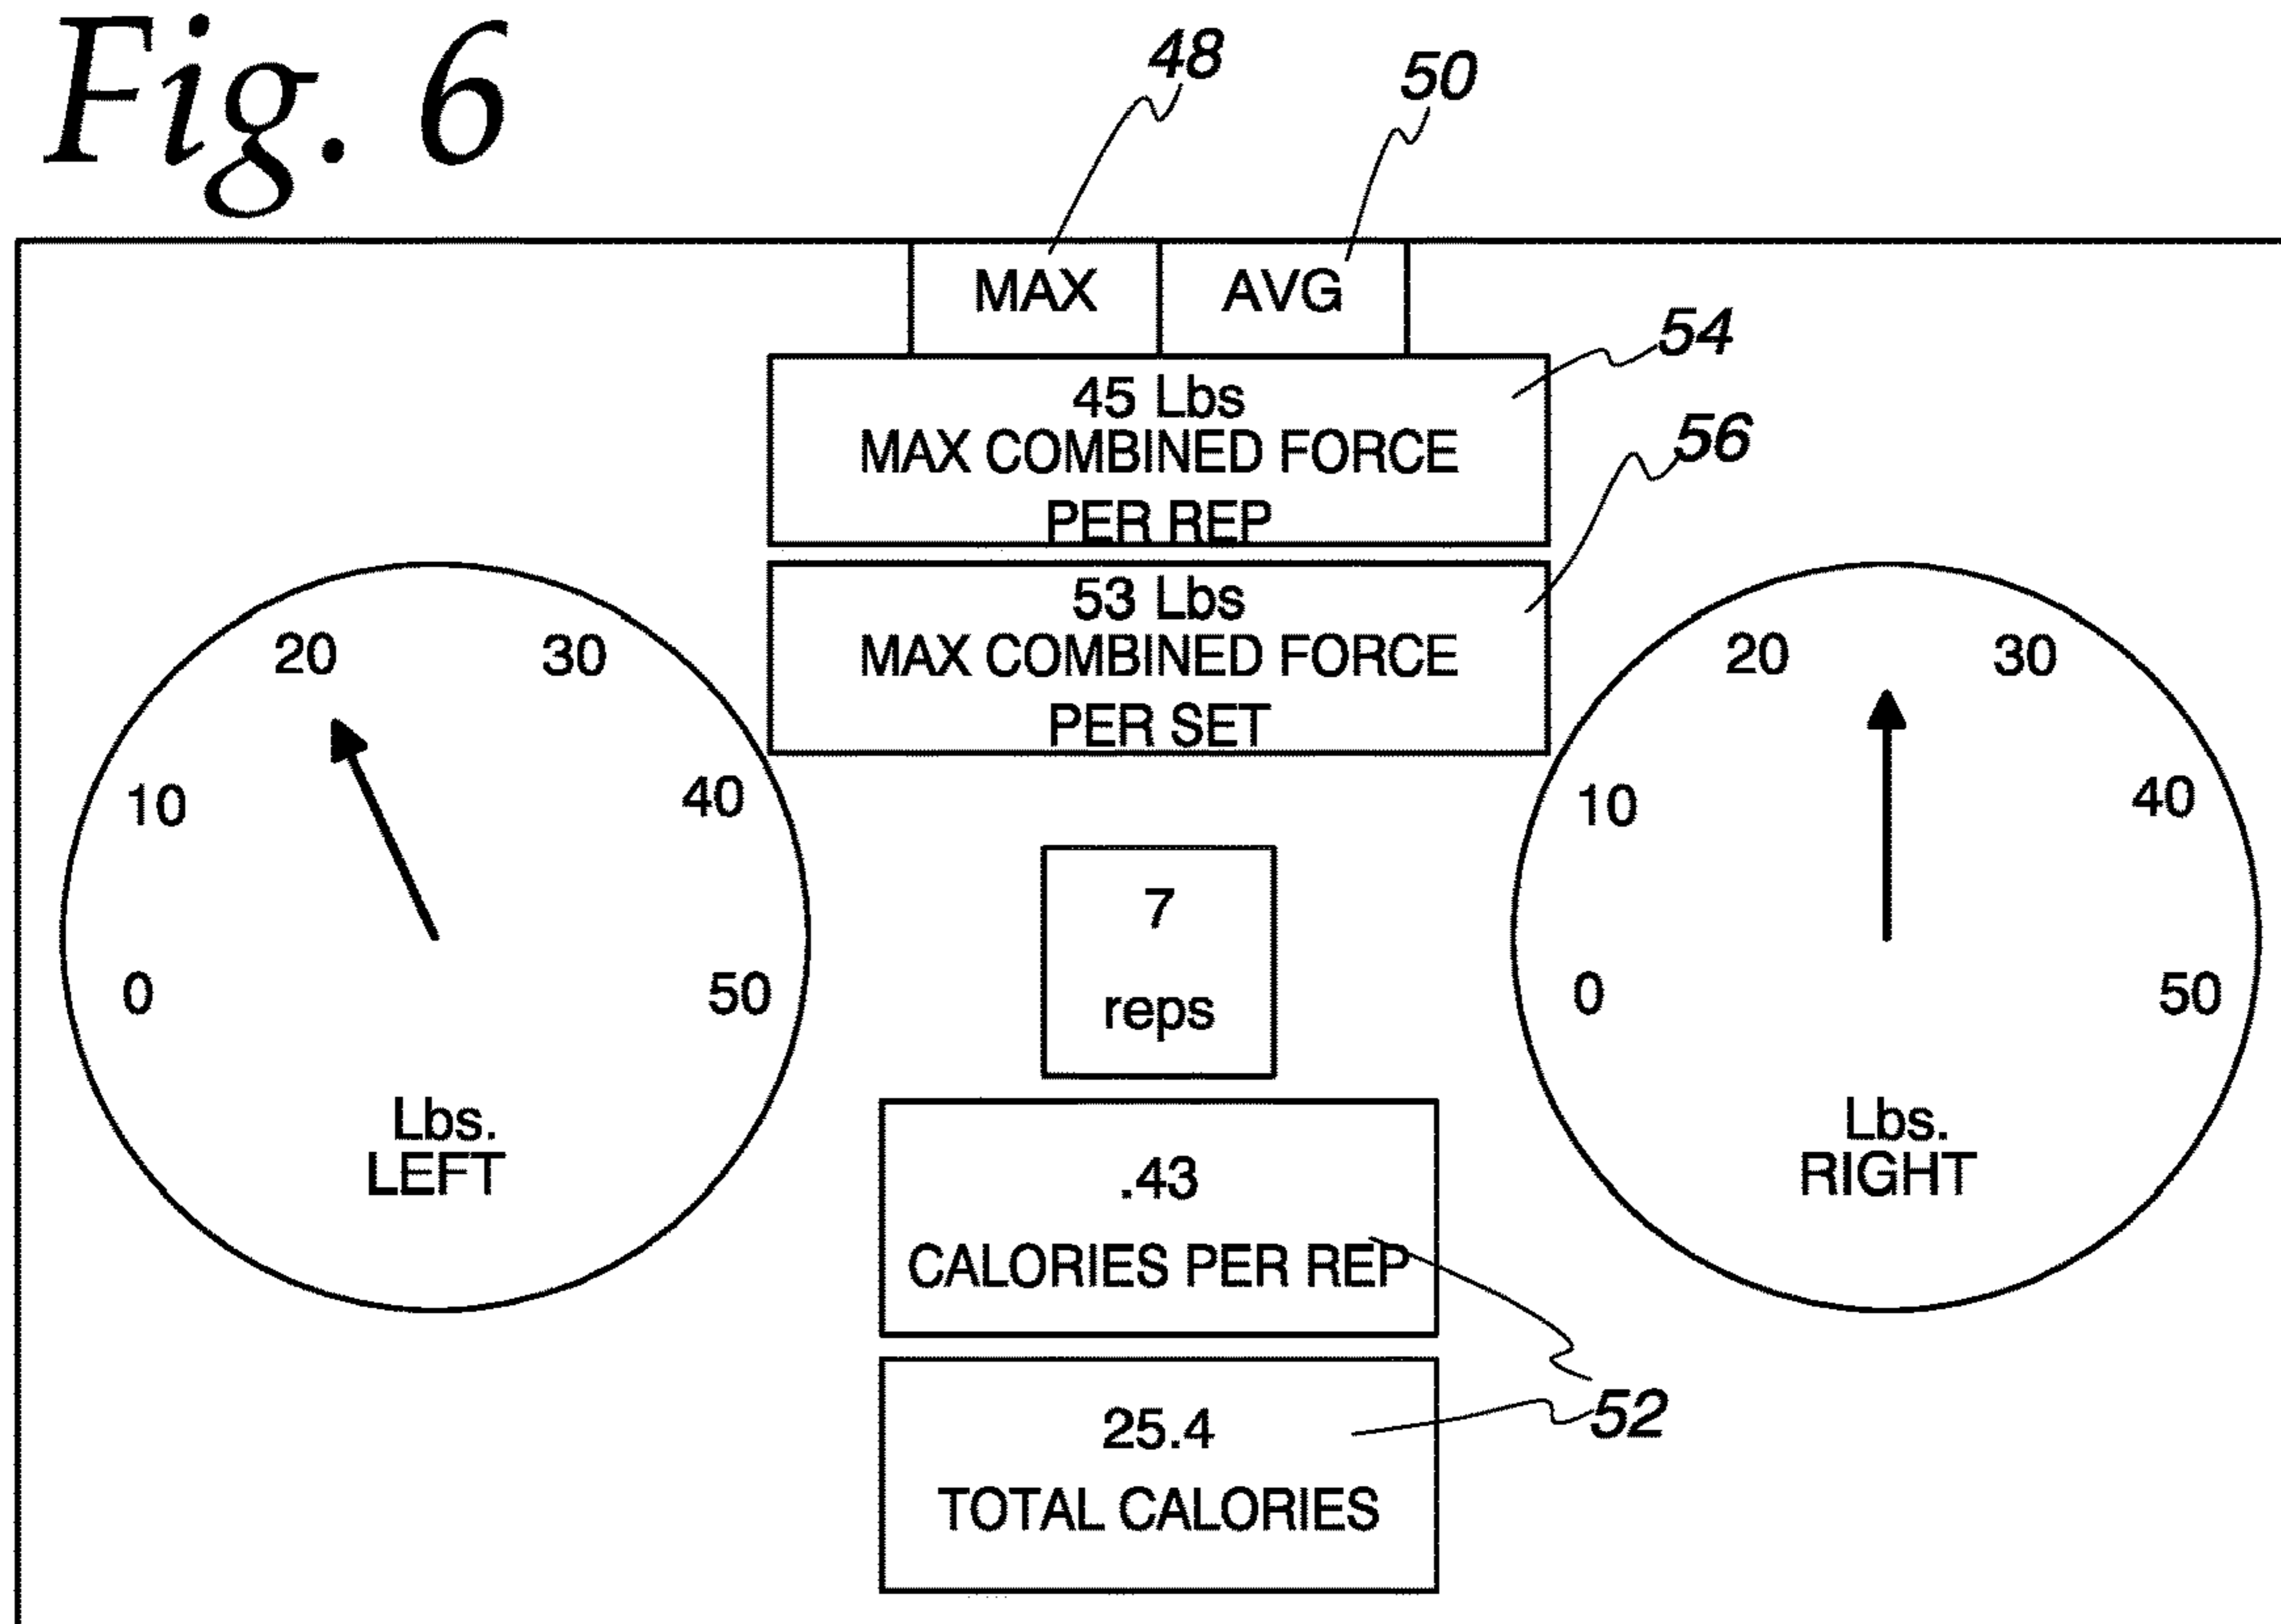 Fig. 6
48
50
MAX AVG
54
45 Lbs
MAX COMBINED FORCE
PER REP
56
53 Lbs
MAX COMBINED FORCE
PER SET
20 30
10 40
0 50
Lbs.
LEFT
20 30
10 40
0 50
Lbs.
RIGHT
7
reps
.43
CALORIES PER REP
52
25.4
TOTAL CALORIES